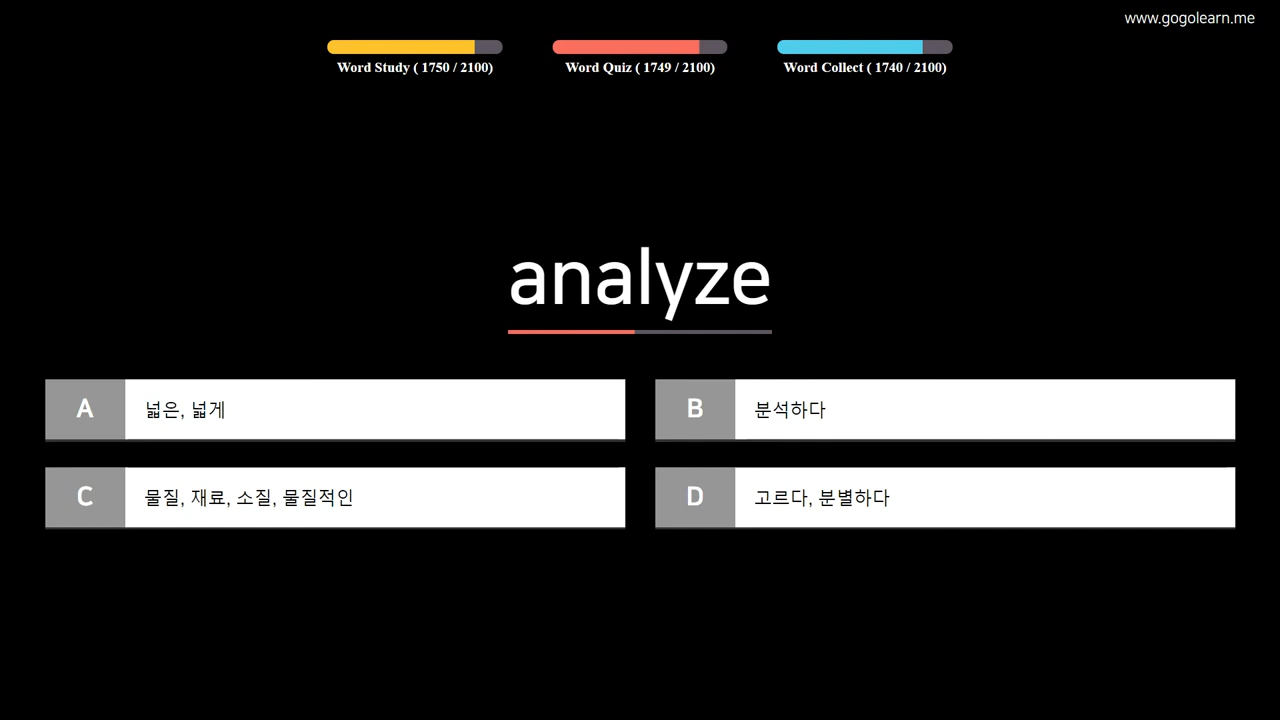 www.gogolearn.me
Word Study ( 1750 / 2100)
Word Quiz ( 1749 / 2100)
Word Collect ( 1740 / 2100)
analyze
A 넓은, 넓게
B 분석하다
C 물질, 재료, 소질, 물질적인
D 고르다, 분별하다